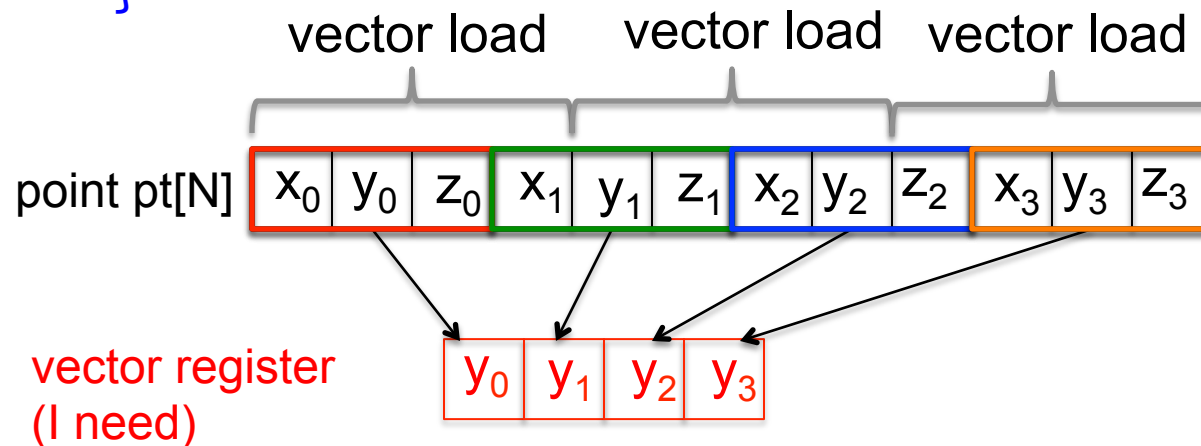 }
vector load vector load vector load
point pt[N] x₀ y₀ z₀ x₁ y₁ z₁ x₂ y₂ z₂ x₃ y₃ z₃
y₀ y₁ y₂ y₃
vector register
(I need)